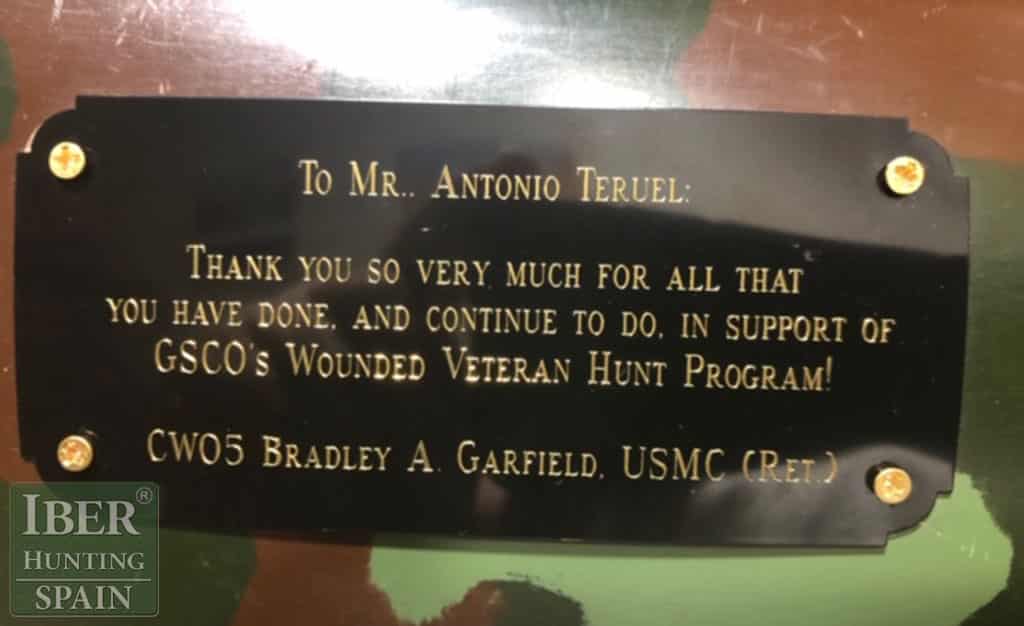 To Mr.. Antonio Teruel:
Thank you so very much for all that
you have done, and continue to do, in support of
GSCO's Wounded Veteran Hunt Program!
CWO5 Bradley A. Garfield, USMC (Ret.)
IBER®
HUNTING
SPAIN